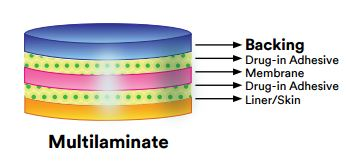 Backing
Drug-in Adhesive
Membrane
Drug-in Adhesive
Liner/Skin
Multilaminate